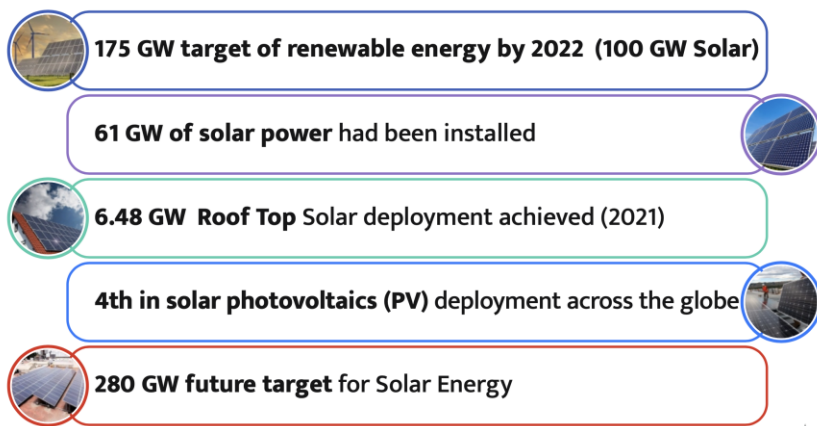 175 GW target of renewable energy by 2022 (100 GW Solar)
61 GW of solar power had been installed
6.48 GW Roof Top Solar deployment achieved (2021)
4th in solar photovoltaics (PV) deployment across the globe
280 GW future target for Solar Energy